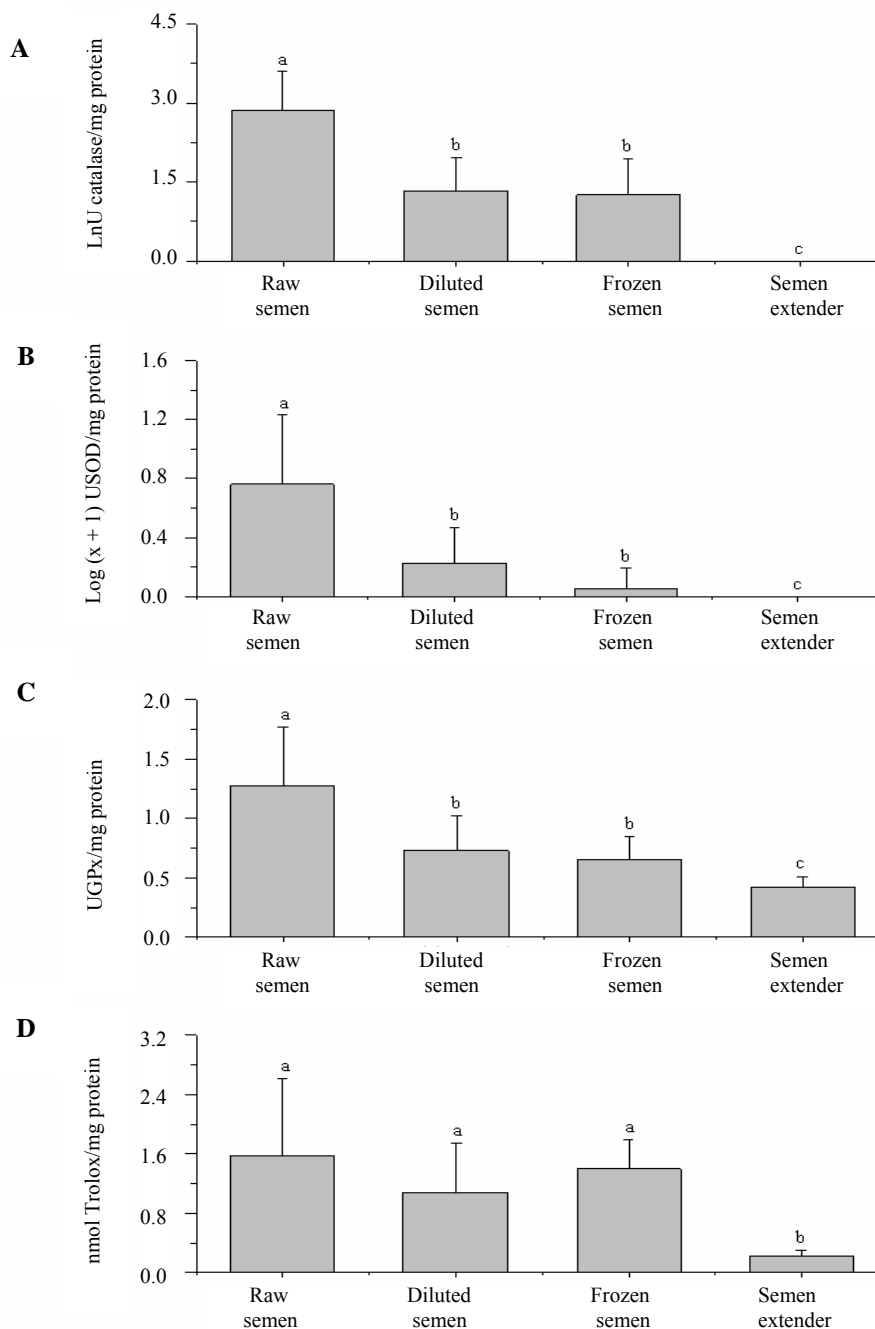 A
LnU catalase/mg protein
4.5
3.0
1.5
0.0
a
b
b
c
Raw
semen
Diluted
semen
Frozen
semen
Semen
extender
B
Log (x + 1) USOD/mg protein
1.6
1.2
0.8
0.4
0.0
a
b
b
c
Raw
semen
Diluted
semen
Frozen
semen
Semen
extender
C
UGPx/mg protein
2.0
1.5
1.0
0.5
0.0
a
b
b
c
Raw
semen
Diluted
semen
Frozen
semen
Semen
extender
D
nmol Trolox/mg protein
3.2
2.4
1.6
0.8
0.0
a
a
a
b
Raw
semen
Diluted
semen
Frozen
semen
Semen
extender